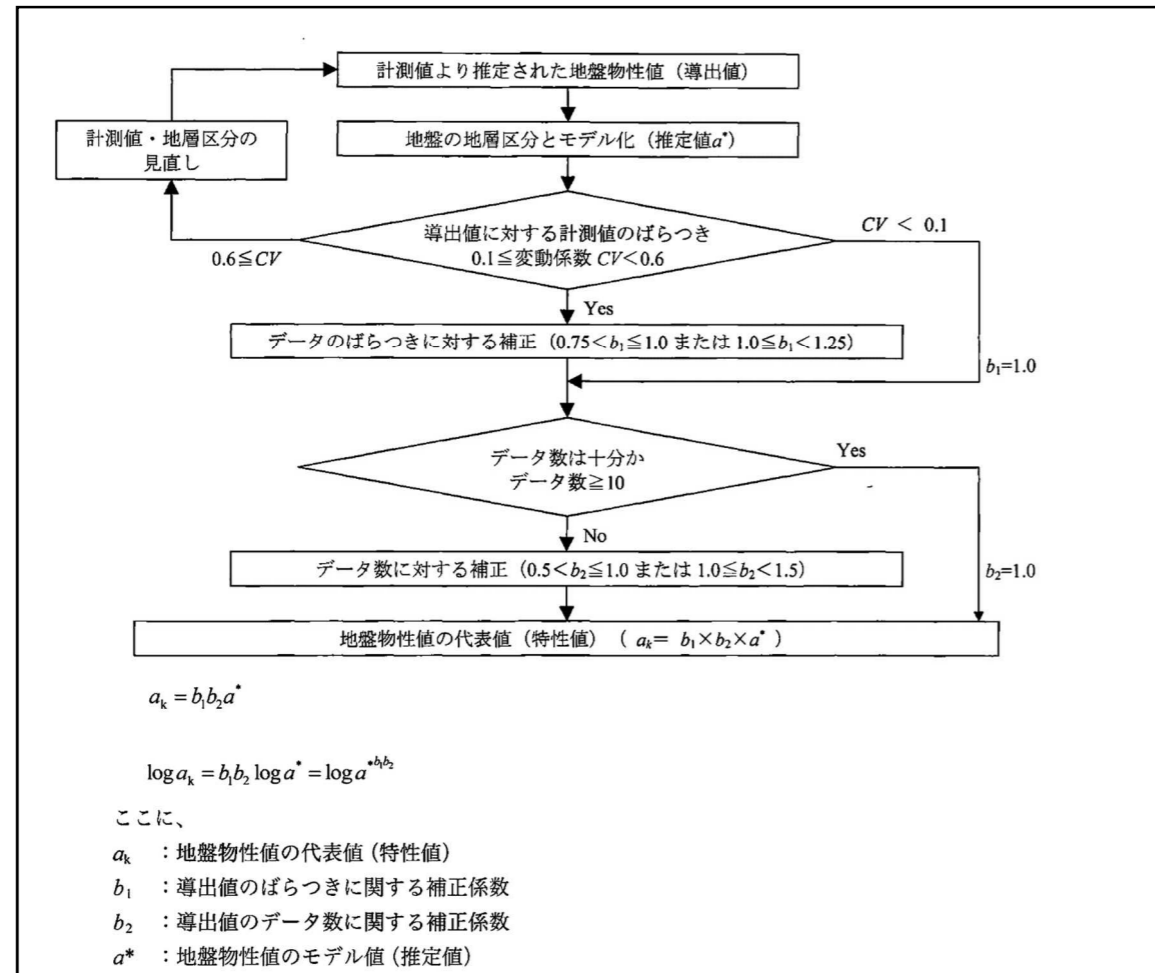 計測値より推定された地盤物性値（導出値）
計測値・地層区分の
見直し
地盤の地層区分とモデル化（推定値a*）
導出値に対する計測値のばらつき
0.1≦変動係数 CV＜0.6
0.6≦CV
CV < 0.1
Yes
データのばらつきに対する補正（0.75<b₁≦1.0 または 1.0≦b₁<1.25）
b₁=1.0
データ数は十分か
データ数≧10
Yes
No
データ数に対する補正（0.5<b₂≦1.0 または 1.0≦b₂<1.5）
b₂=1.0
地盤物性値の代表値（特性値）（ aₖ= b₁×b₂×a* ）
aₖ = b₁b₂a*
log aₖ = b₁b₂ log a* = log a*^b₁b₂
ここに、
aₖ ：地盤物性値の代表値 (特性値)
b₁ ：導出値のばらつきに関する補正係数
b₂ ：導出値のデータ数に関する補正係数
a* ：地盤物性値のモデル値 (推定値)